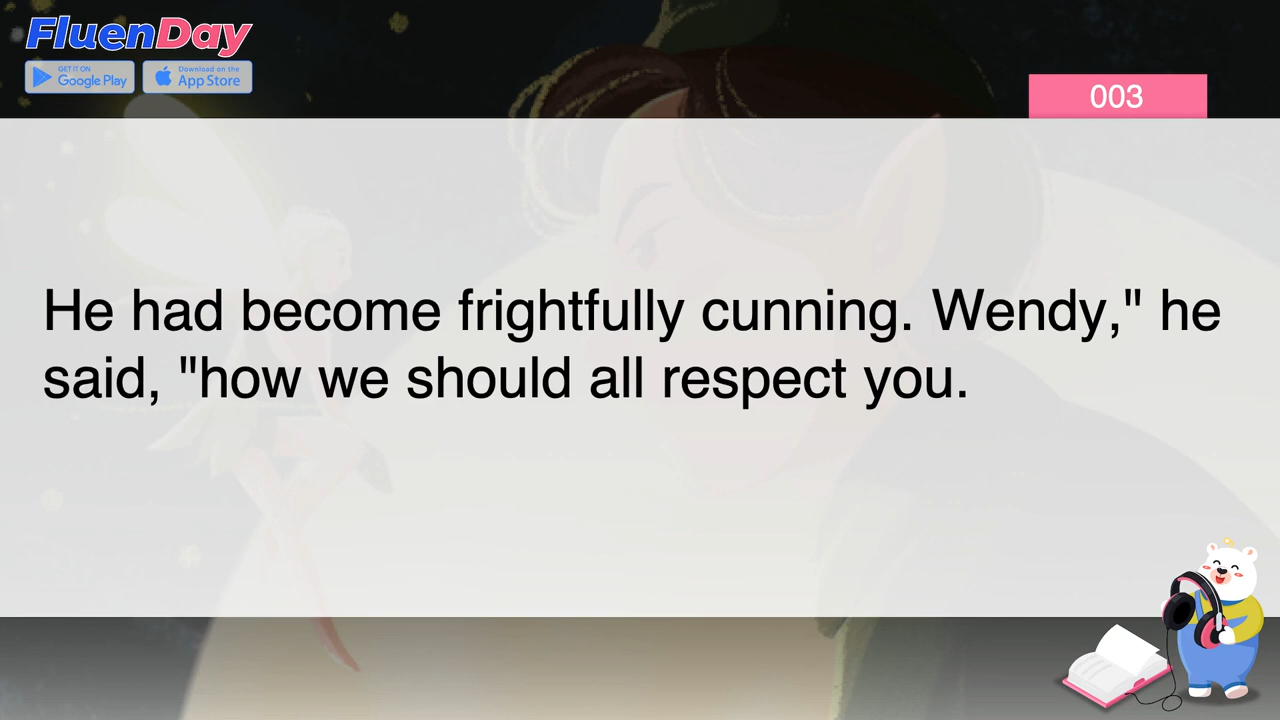 FluenDay
GET IT ON
Google Play
Download on the
App Store
003
He had become frightfully cunning. Wendy," he
said, "how we should all respect you.